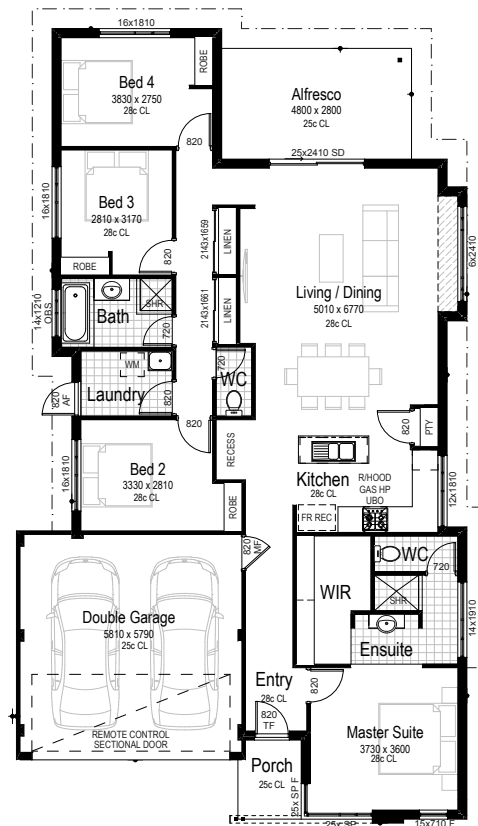 16x1810
Bed 4
3830 x 2750
28c CL
ROBE
820
Alfresco
4800 x 2800
25c CL
25x2410 SD
16x1810
Bed 3
2810 x 3170
28c CL
820
ROBE
2143x1659
LINEN
2143x1661
LINEN
6x2410
Living / Dining
5010 x 6770
28c CL
14x1210
OBS
Bath
SHR
720
WM
Laundry
820
820
AF
720
WC
820
PTY
16x1810
Bed 2
3330 x 2810
28c CL
820
RECESS
ROBE
Kitchen
28c CL
R/HOOD
GAS HP
UBO
FR REC
12x1810
820
MF
WC
720
WIR
SHR
Ensuite
14x1910
Double Garage
5810 x 5790
25c CL
REMOTE CONTROL
SECTIONAL DOOR
Entry
28c CL
820
820
TF
Porch
25c CL
25x SP F
Master Suite
3730 x 3600
28c CL
25x SP
15x710 F